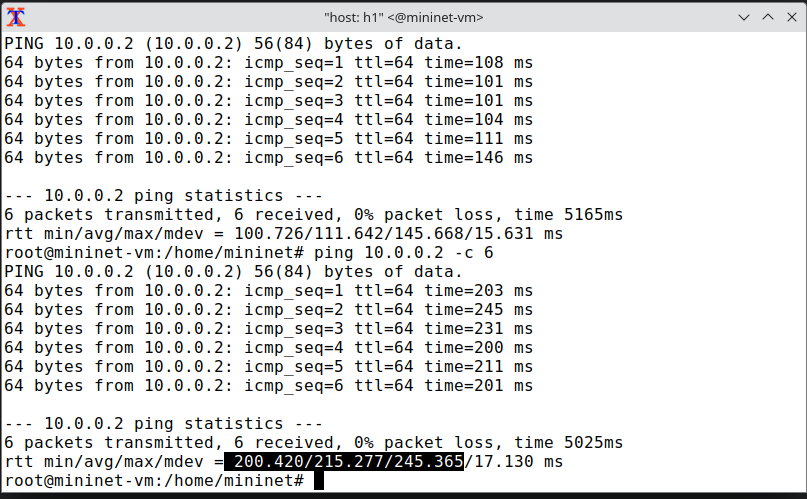 "host: h1" <@mininet-vm>
PING 10.0.0.2 (10.0.0.2) 56(84) bytes of data.
64 bytes from 10.0.0.2: icmp_seq=1 ttl=64 time=108 ms
64 bytes from 10.0.0.2: icmp_seq=2 ttl=64 time=101 ms
64 bytes from 10.0.0.2: icmp_seq=3 ttl=64 time=101 ms
64 bytes from 10.0.0.2: icmp_seq=4 ttl=64 time=104 ms
64 bytes from 10.0.0.2: icmp_seq=5 ttl=64 time=111 ms
64 bytes from 10.0.0.2: icmp_seq=6 ttl=64 time=146 ms

--- 10.0.0.2 ping statistics ---
6 packets transmitted, 6 received, 0% packet loss, time 5165ms
rtt min/avg/max/mdev = 100.726/111.642/145.668/15.631 ms
root@mininet-vm:/home/mininet# ping 10.0.0.2 -c 6
PING 10.0.0.2 (10.0.0.2) 56(84) bytes of data.
64 bytes from 10.0.0.2: icmp_seq=1 ttl=64 time=203 ms
64 bytes from 10.0.0.2: icmp_seq=2 ttl=64 time=245 ms
64 bytes from 10.0.0.2: icmp_seq=3 ttl=64 time=231 ms
64 bytes from 10.0.0.2: icmp_seq=4 ttl=64 time=200 ms
64 bytes from 10.0.0.2: icmp_seq=5 ttl=64 time=211 ms
64 bytes from 10.0.0.2: icmp_seq=6 ttl=64 time=201 ms

--- 10.0.0.2 ping statistics ---
6 packets transmitted, 6 received, 0% packet loss, time 5025ms
rtt min/avg/max/mdev = 200.420/215.277/245.365/17.130 ms
root@mininet-vm:/home/mininet#